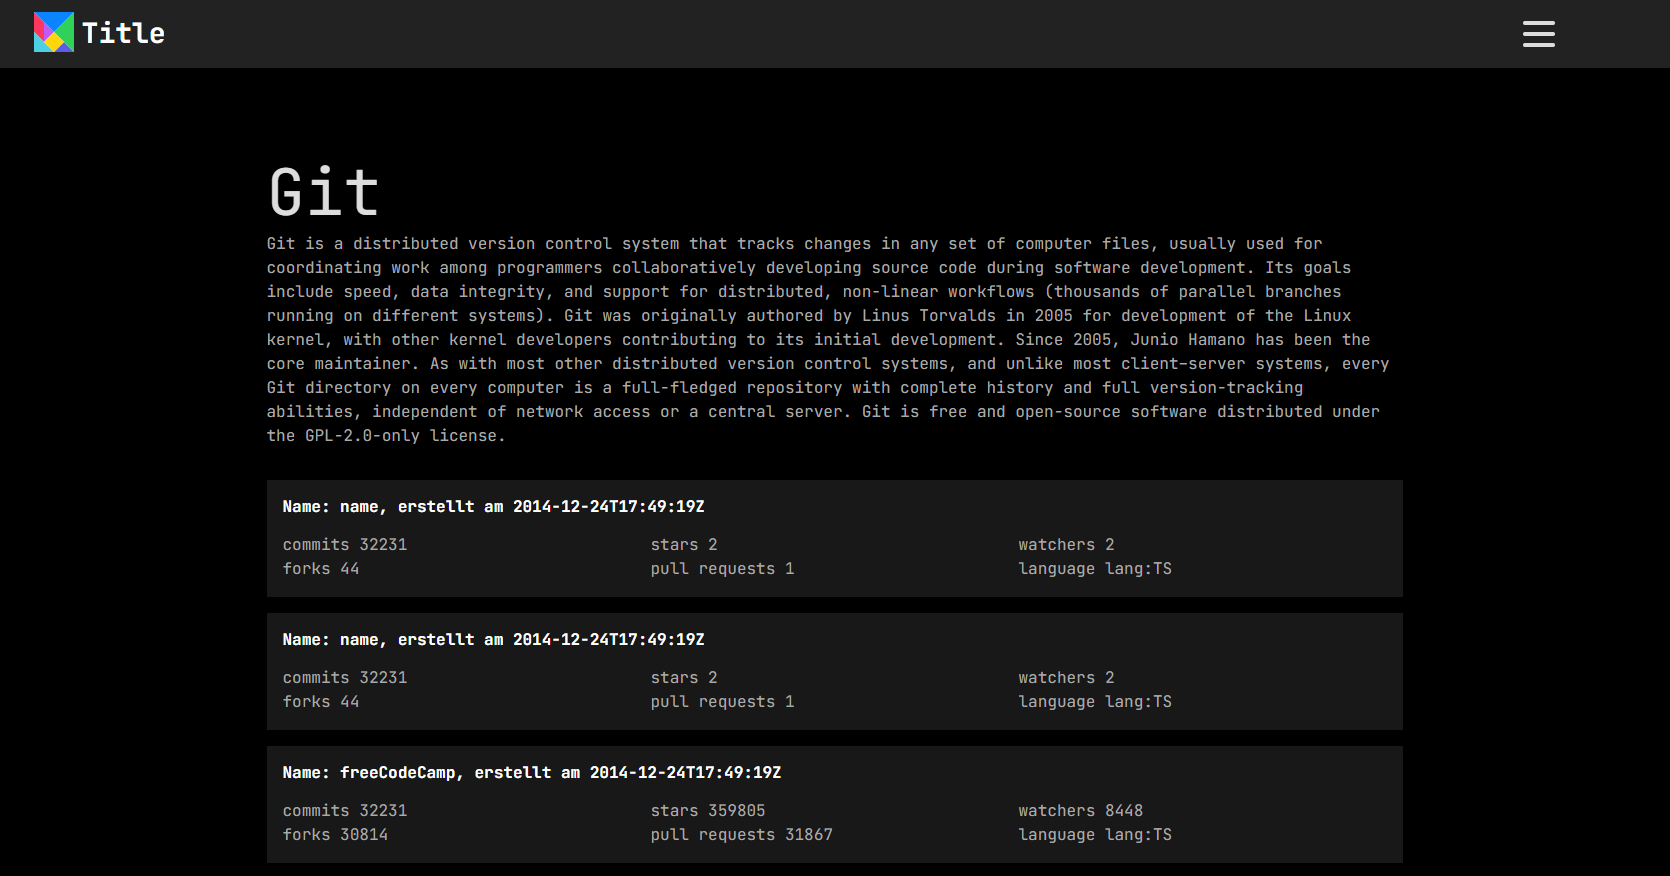 Title
Git
Git is a distributed version control system that tracks changes in any set of computer files, usually used for
coordinating work among programmers collaboratively developing source code during software development. Its goals
include speed, data integrity, and support for distributed, non-linear workflows (thousands of parallel branches
running on different systems). Git was originally authored by Linus Torvalds in 2005 for development of the Linux
kernel, with other kernel developers contributing to its initial development. Since 2005, Junio Hamano has been the
core maintainer. As with most other distributed version control systems, and unlike most client–server systems, every
Git directory on every computer is a full-fledged repository with complete history and full version-tracking
abilities, independent of network access or a central server. Git is free and open-source software distributed under
the GPL-2.0-only license.
Name: name, erstellt am 2014-12-24T17:49:19Z
commits 32231 stars 2 watchers 2
forks 44 pull requests 1 language lang:TS
Name: name, erstellt am 2014-12-24T17:49:19Z
commits 32231 stars 2 watchers 2
forks 44 pull requests 1 language lang:TS
Name: freeCodeCamp, erstellt am 2014-12-24T17:49:19Z
commits 32231 stars 359805 watchers 8448
forks 30814 pull requests 31867 language lang:TS